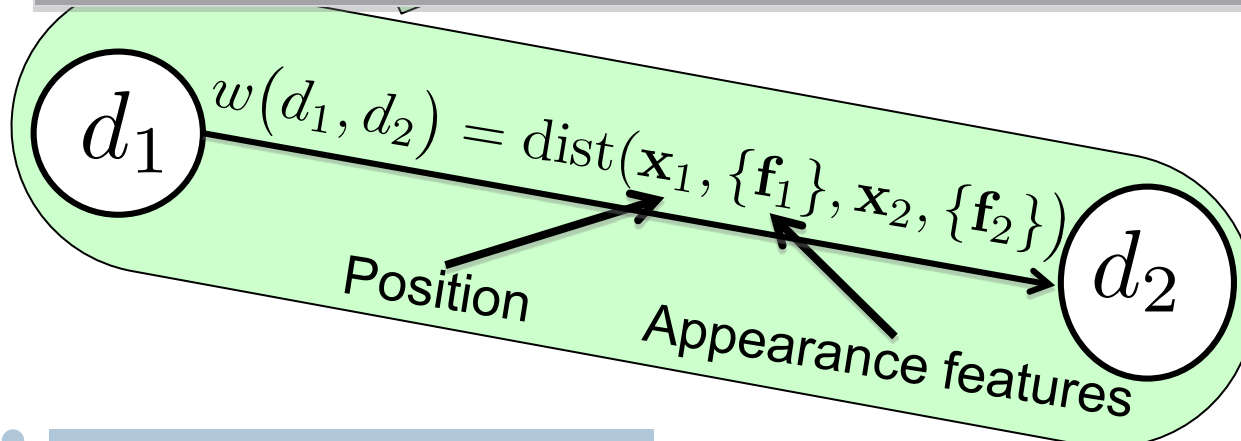 d₁
w(d₁, d₂) = dist(𝐱₁, {𝐟₁}, 𝐱₂, {𝐟₂})
d₂
Position
Appearance features